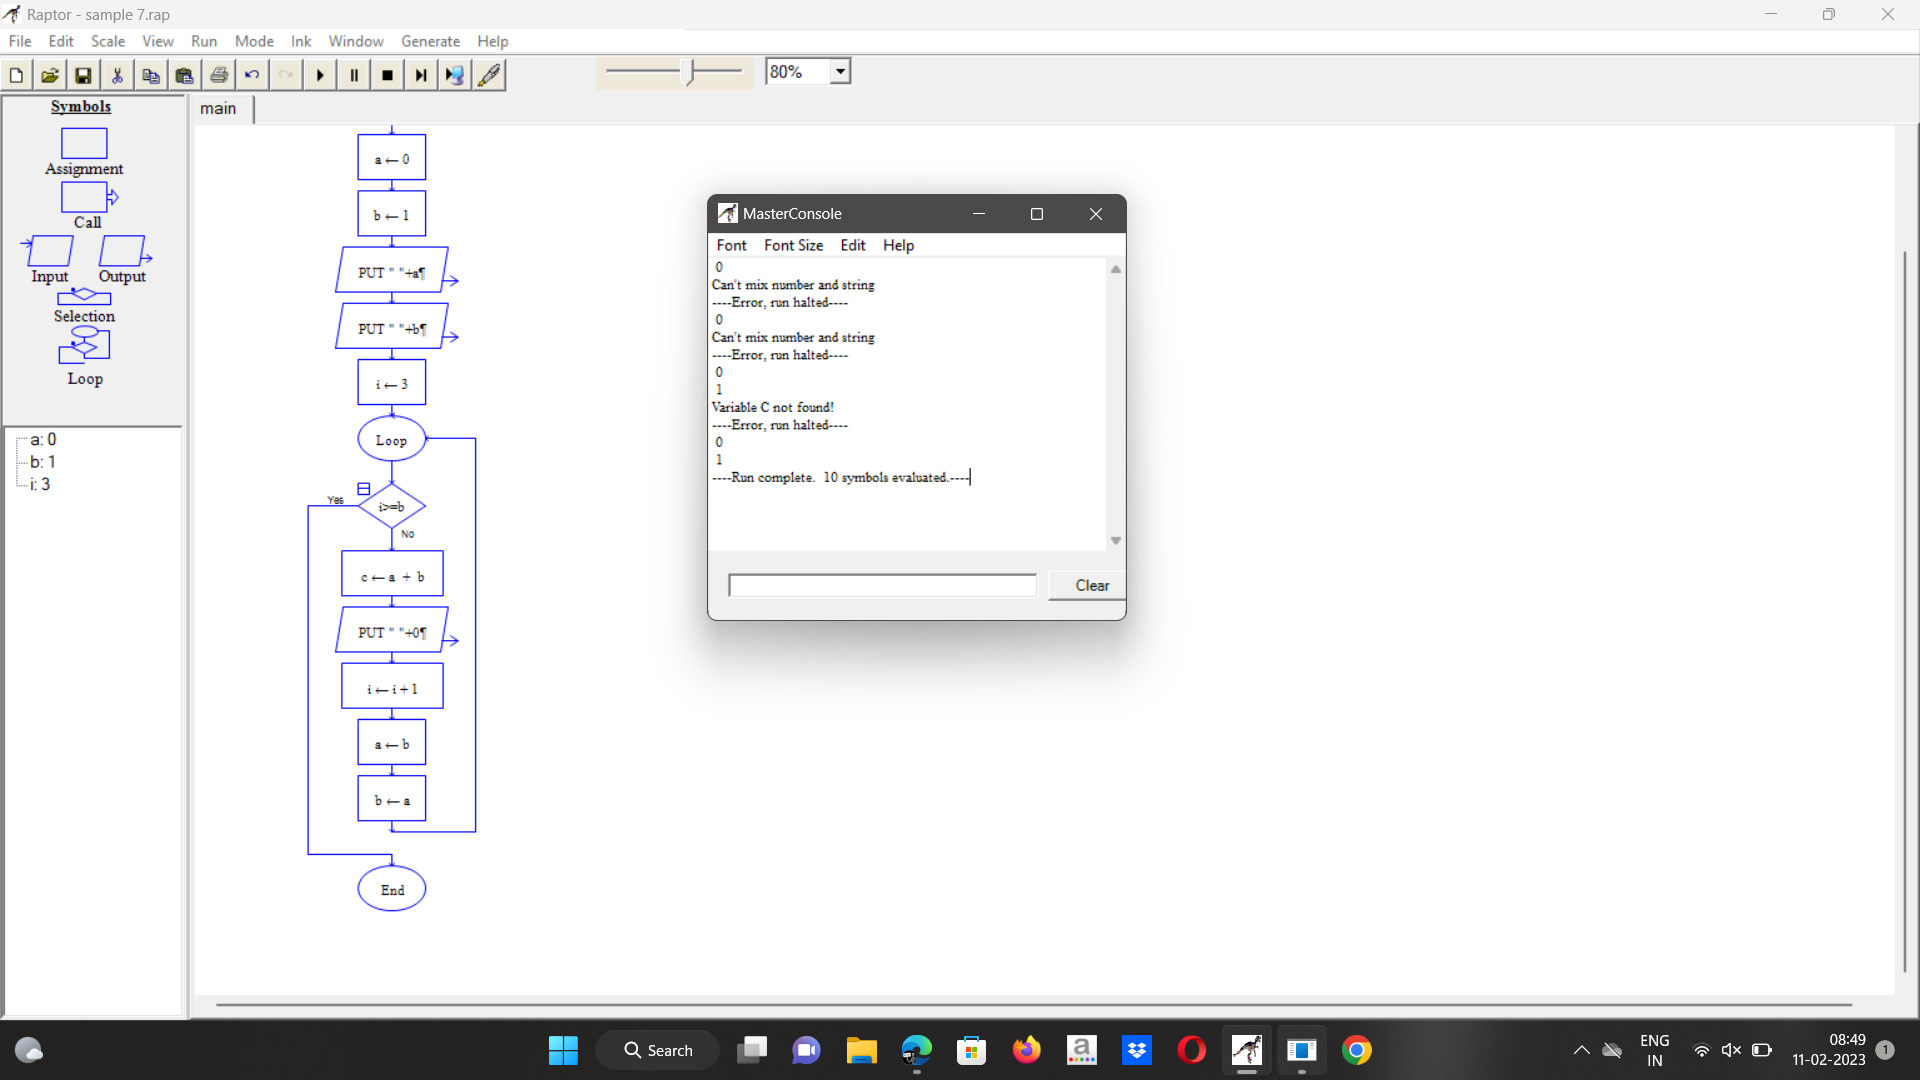 Raptor - sample 7.rap
File Edit Scale View Run Mode Ink Window Generate Help
80%
Symbols
Assignment
Call
Input Output
Selection
Loop
a: 0
b: 1
i: 3
main
a ← 0
b ← 1
PUT " "+a¶
PUT " "+b¶
i ← 3
Loop
Yes
i>=b
No
c ← a + b
PUT " "+0¶
i ← i + 1
a ← b
b ← a
End
MasterConsole
Font Font Size Edit Help
0
Can't mix number and string
----Error, run halted----
0
Can't mix number and string
----Error, run halted----
0
1
Variable C not found!
----Error, run halted----
0
1
----Run complete. 10 symbols evaluated.----
Clear
Search
a
ENG
IN
08:49
11-02-2023
1